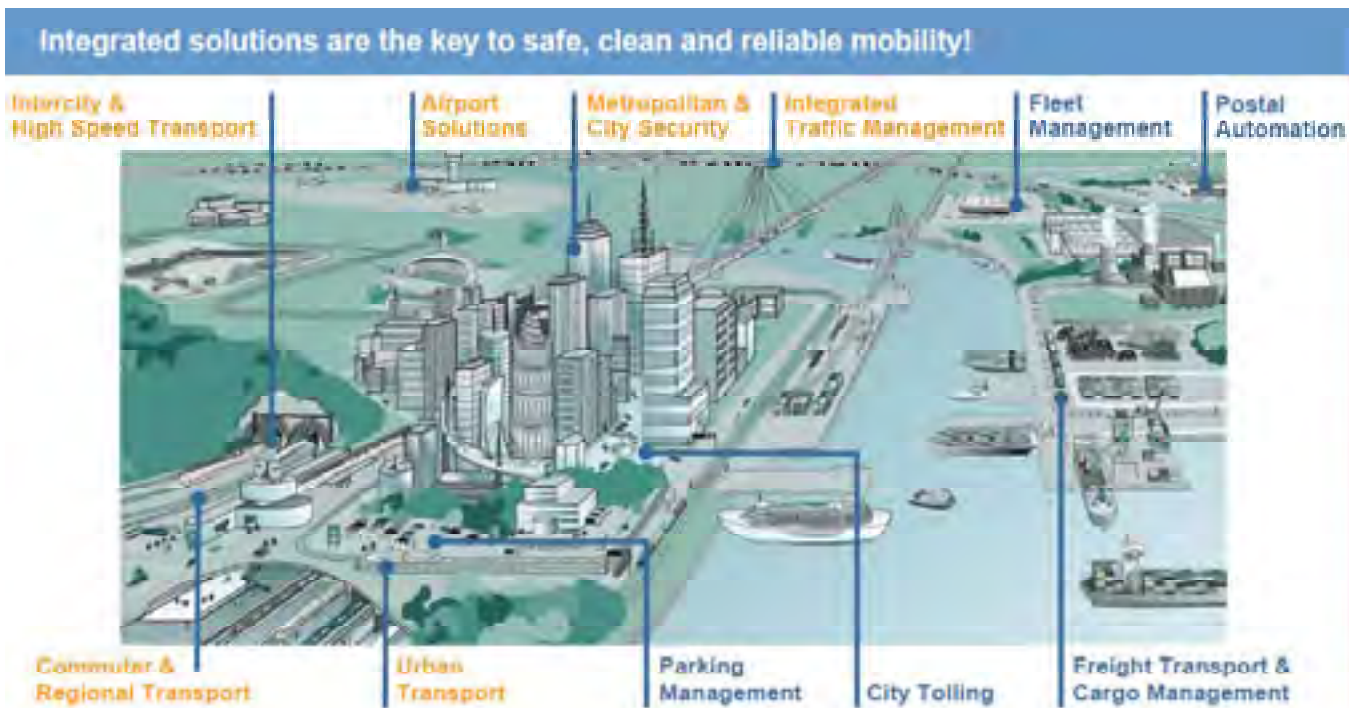 Integrated solutions are the key to safe, clean and reliable mobility!
Intercity &
High Speed Transport
Airport
Solutions
Metropolitan &
City Security
Integrated
Traffic Management
Fleet
Management
Postal
Automation
Commuter &
Regional Transport
Urban
Transport
Parking
Management
City Tolling
Freight Transport &
Cargo Management